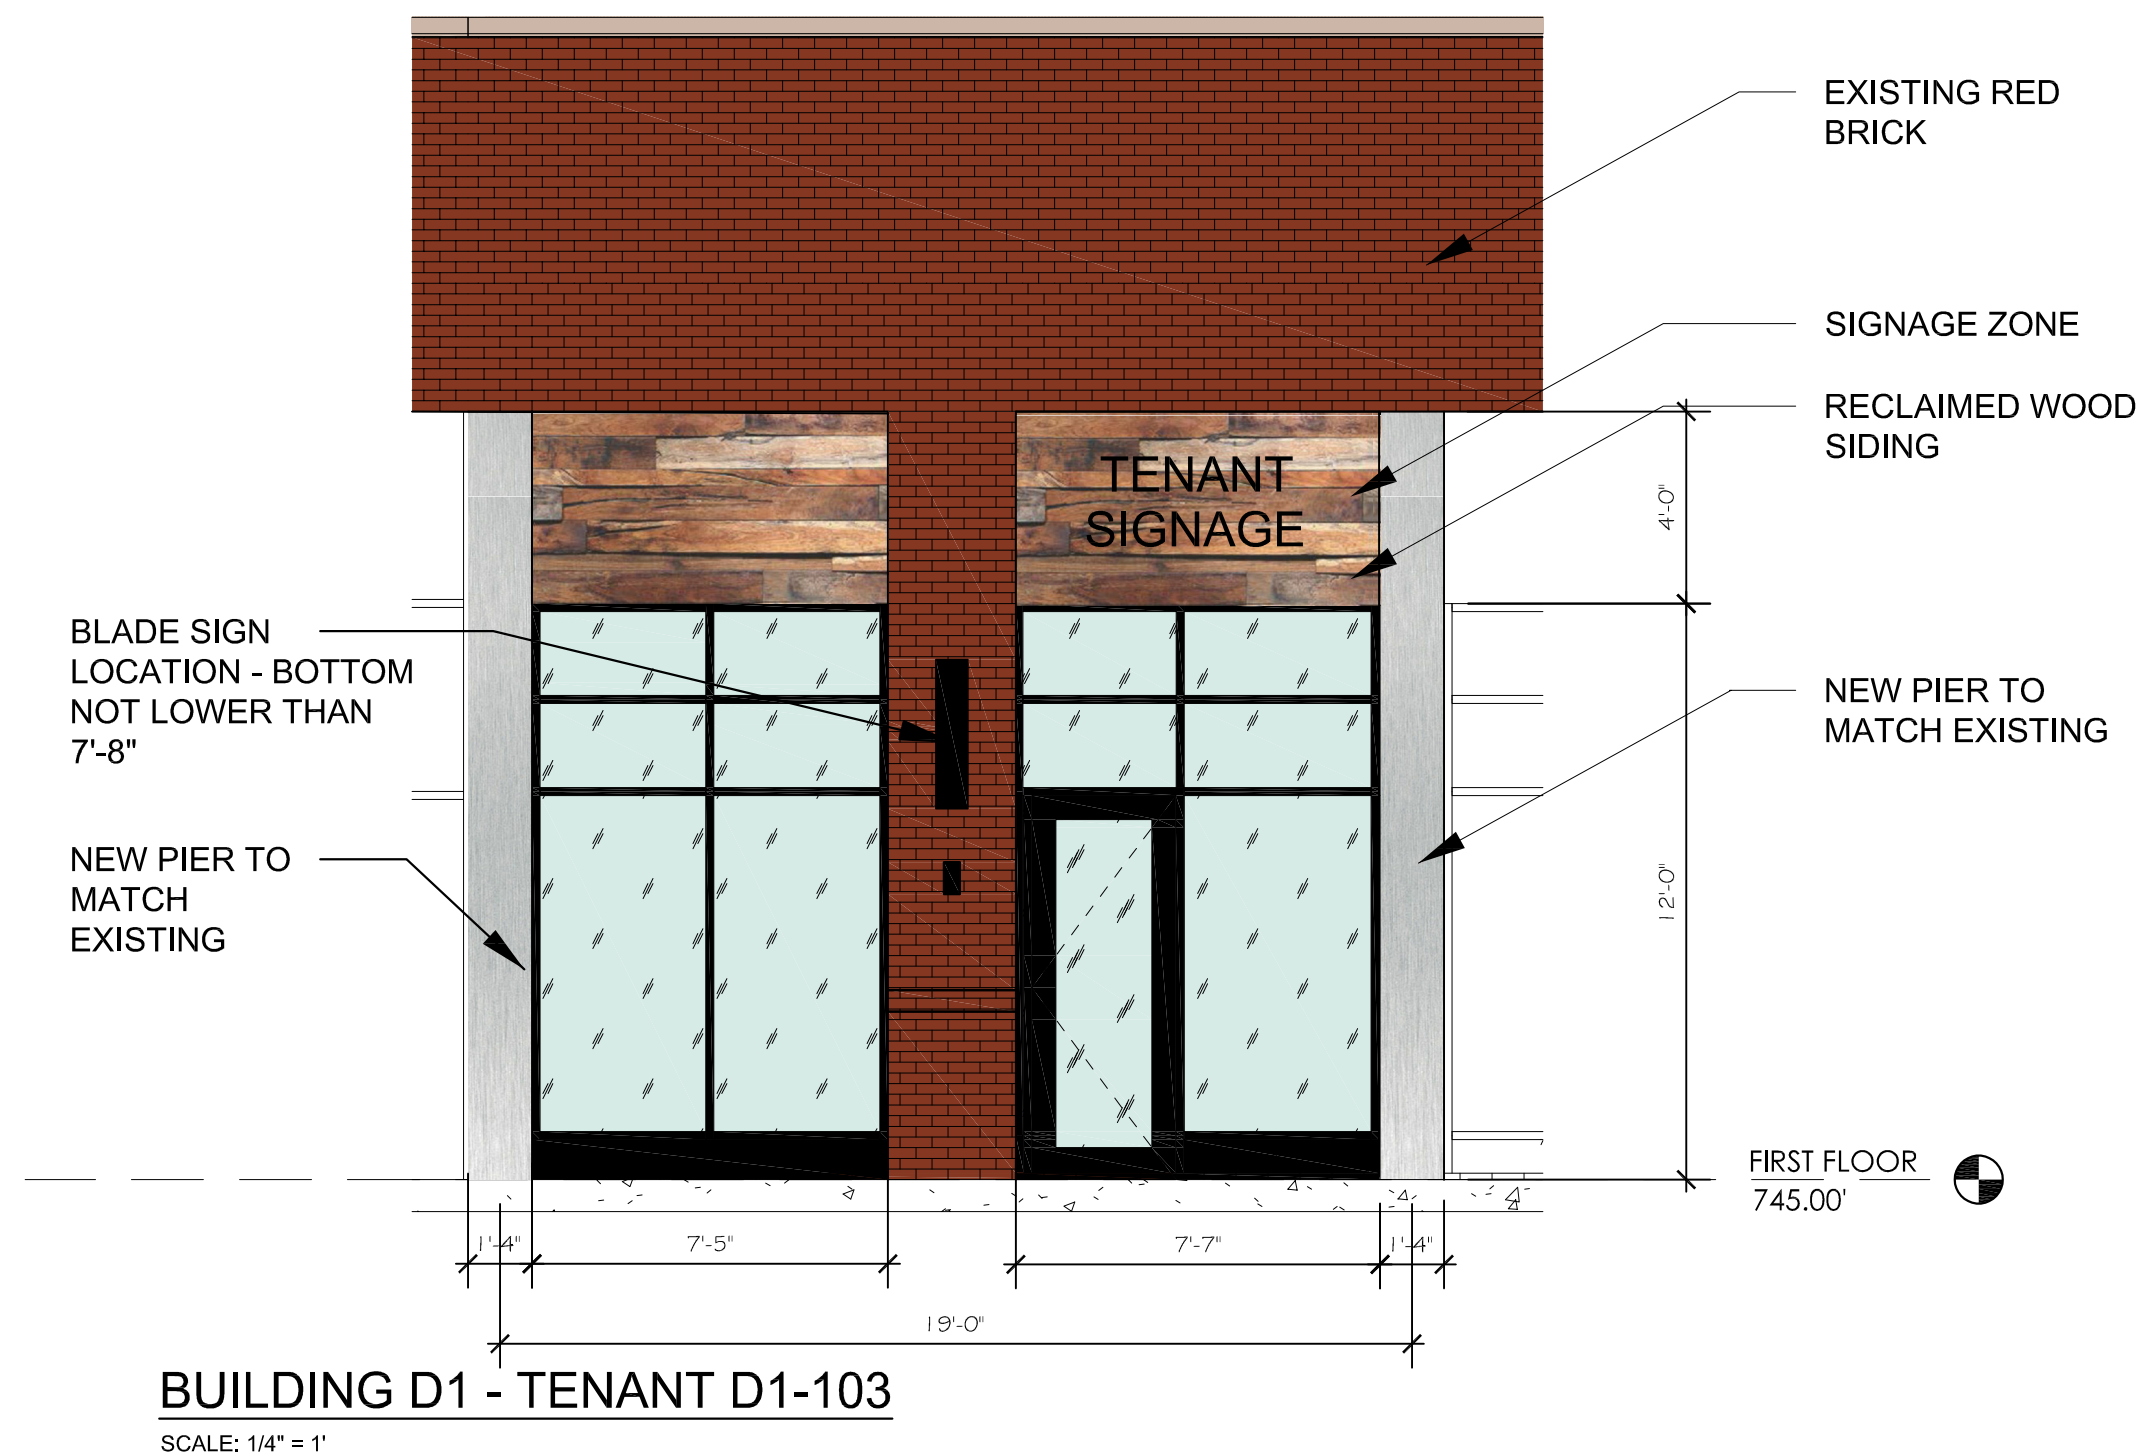 EXISTING RED
BRICK
SIGNAGE ZONE
RECLAIMED WOOD
SIDING
TENANT
SIGNAGE
4'-0"
BLADE SIGN
LOCATION - BOTTOM
NOT LOWER THAN
7'-8"
NEW PIER TO
MATCH EXISTING
NEW PIER TO
MATCH
EXISTING
12'-0"
FIRST FLOOR
745.00'
1'-4"
7'-5"
7'-7"
1'-4"
19'-0"
BUILDING D1 - TENANT D1-103
SCALE: 1/4" = 1'